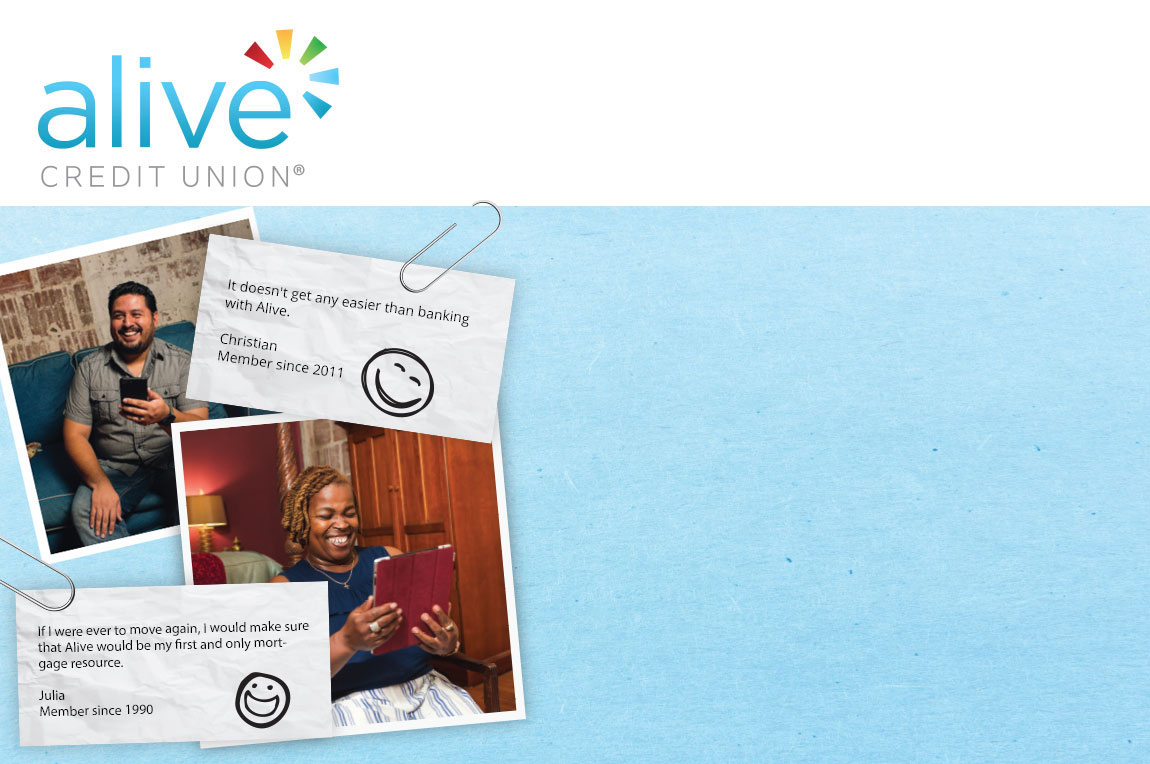 alive
CREDIT UNION®
It doesn't get any easier than banking
with Alive.
Christian
Member since 2011
If I were ever to move again, I would make sure
that Alive would be my first and only mort-
gage resource.
Julia
Member since 1990